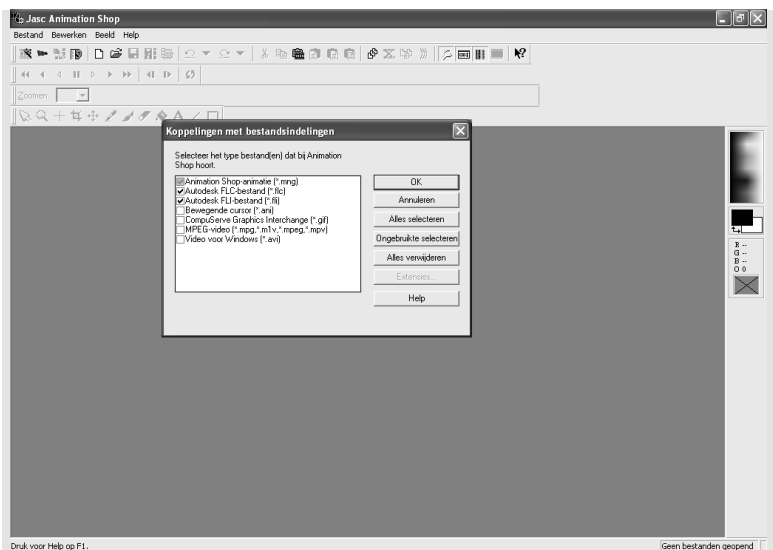 Jasc Animation Shop
Bestand Bewerken Beeld Help
Zoomen:
Koppelingen met bestandsindelingen
Selecteer het type bestand(en) dat bij Animation
Shop hoort.
Animation Shop-animatie (*.mng)
Autodesk FLC-bestand (*.flc)
Autodesk FLI-bestand (*.fli)
Bewegende cursor (*.ani)
CompuServe Graphics Interchange (*.gif)
MPEG-video (*.mpg,*.m1v,*.mpeg,*.mpv)
Video voor Windows (*.avi)
OK
Annuleren
Alles selecteren
Ongebruikte selecteren
Alles verwijderen
Extensies...
Help
R --
G --
B --
O 0
Druk voor Help op F1.
Geen bestanden geopend